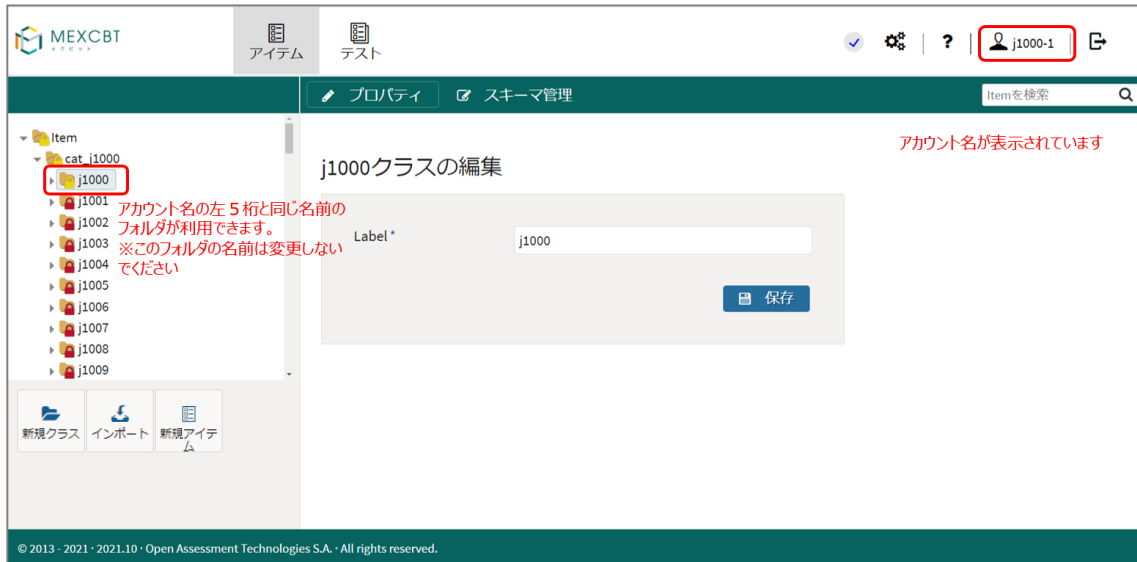 MEXCBT
メクビット
アイテム
テスト
?
j1000-1
プロパティ
スキーマ管理
Itemを検索
アカウント名が表示されています
Item
cat_j1000
j1000
j1001
j1002
j1003
j1004
j1005
j1006
j1007
j1008
j1009
アカウント名の左５桁と同じ名前の
フォルダが利用できます。
※このフォルダの名前は変更しない
でください
j1000クラスの編集
Label *
j1000
保存
新規クラス
インポート
新規アイテ
ム
© 2013 - 2021 · 2021.10 · Open Assessment Technologies S.A. · All rights reserved.